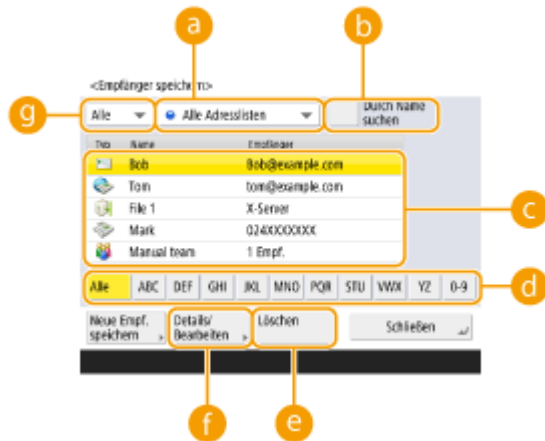 a
b
<Empfänger speichern>
g
Alle
Alle Adresslisten
Durch Name
suchen
Typ Name Empfänger
Bob Bob@example.com
Tom tom@example.com
File 1 X-Server
c
Mark 024XXXXXXX
Manual team 1 Empf.
Alle ABC DEF GHI JKL MNO PQR STU VWX YZ 0-9
d
Neue Empf.
speichern
Details/
Bearbeiten
Löschen
Schließen
f
e